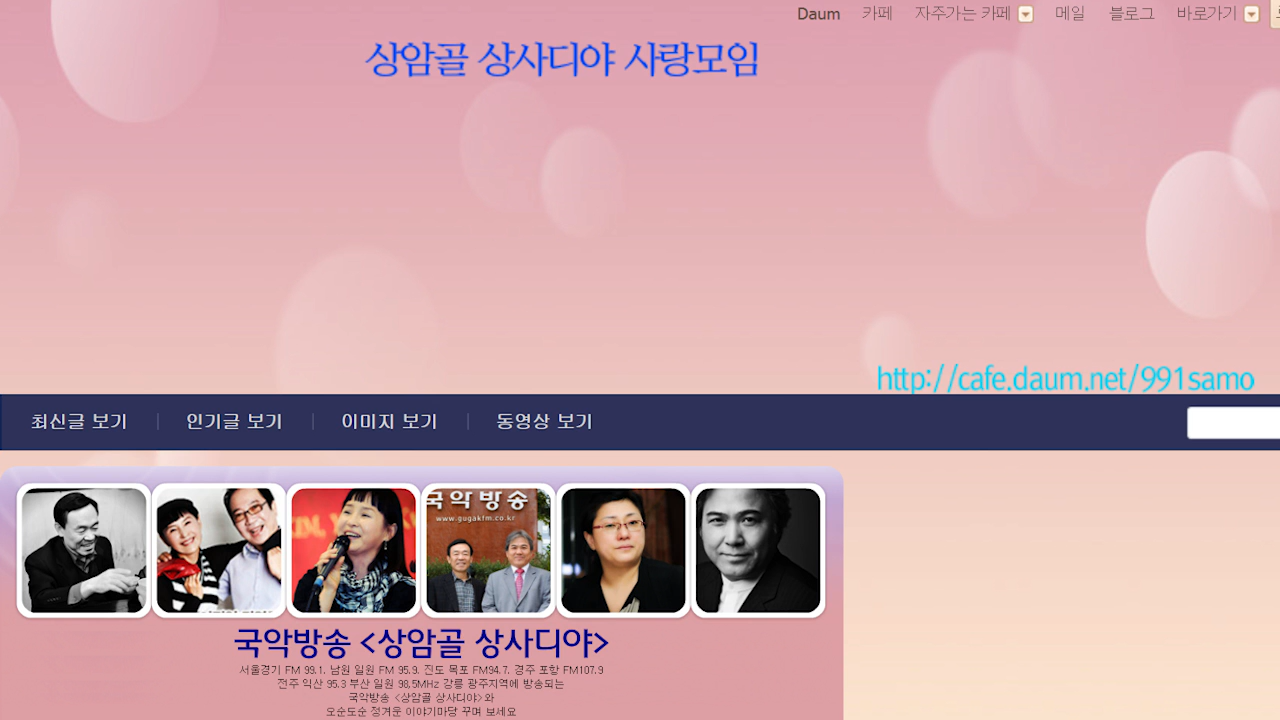 Daum 카페 자주가는 카페 메일 블로그 바로가기
상암골 상사디야 사랑모임
http://cafe.daum.net/991samo
최신글 보기 | 인기글 보기 | 이미지 보기 | 동영상 보기
국악방송
www.gugakfm.co.kr
국악방송 <상암골 상사디야>
서울경기 FM 99.1, 남원 일원 FM 95.9, 진도 목포 FM94.7, 경주 포항 FM107.9
전주 익산 95.3 부산 일원 98.5MHz 강릉 광주지역에 방송되는
국악방송 <상암골 상사디야>와
오순도순 정겨운 이야기마당 꾸며 보세요